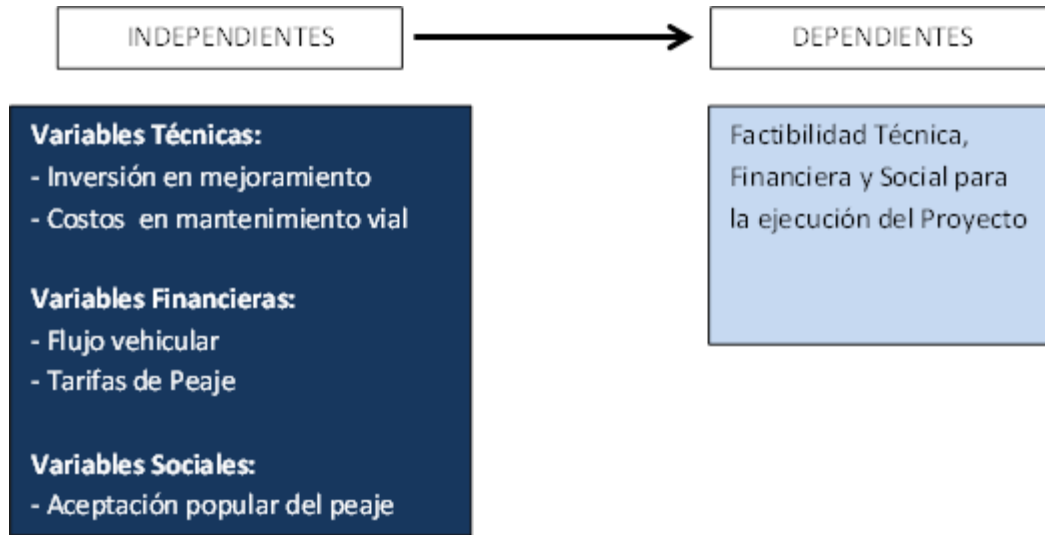 INDEPENDIENTES
DEPENDIENTES
Variables Técnicas:
- Inversión en mejoramiento
- Costos en mantenimiento vial
Variables Financieras:
- Flujo vehicular
- Tarifas de Peaje
Variables Sociales:
- Aceptación popular del peaje
Factibilidad Técnica,
Financiera y Social para
la ejecución del Proyecto